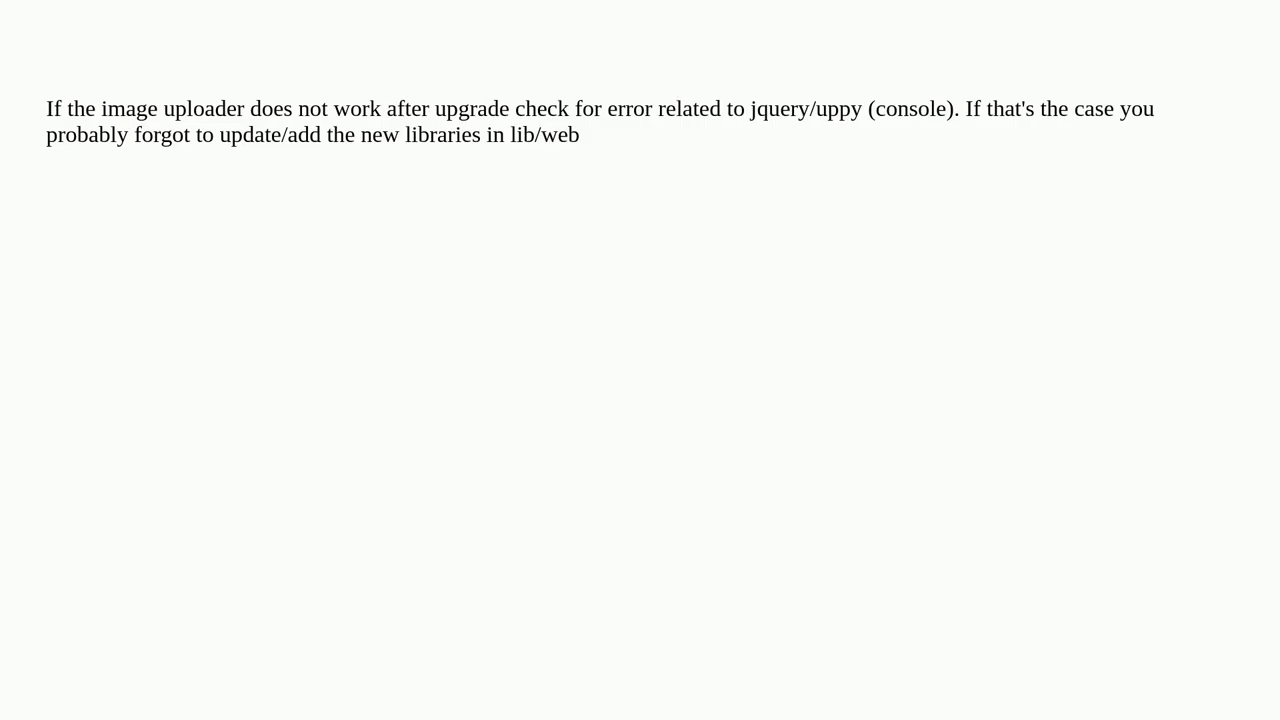 If the image uploader does not work after upgrade check for error related to jquery/uppy (console). If that's the case you
probably forgot to update/add the new libraries in lib/web